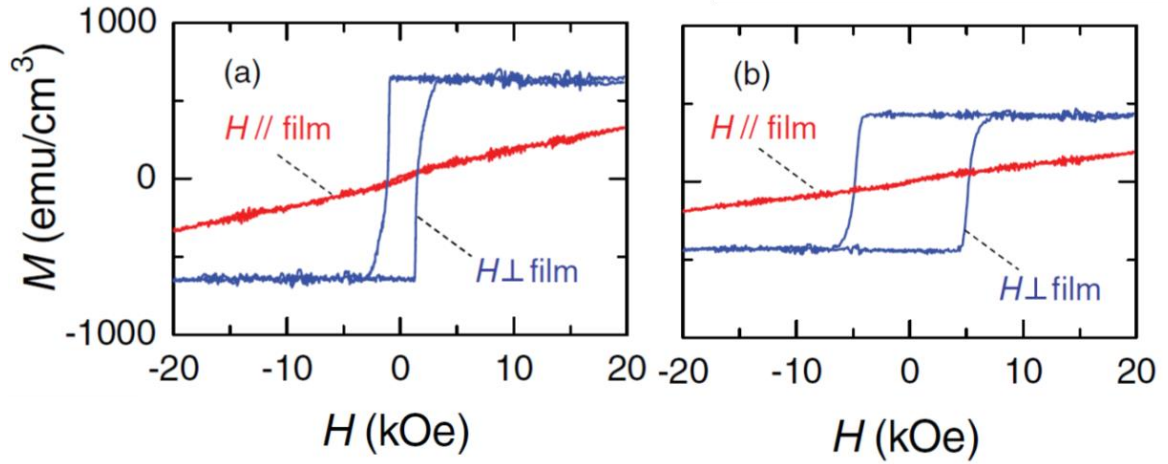 1000
0
-1000
M (emu/cm³)
(a)
H // film
H⊥film
-20 -10 0 10 20
H (kOe)
(b)
H // film
H⊥film
-20 -10 0 10 20
H (kOe)